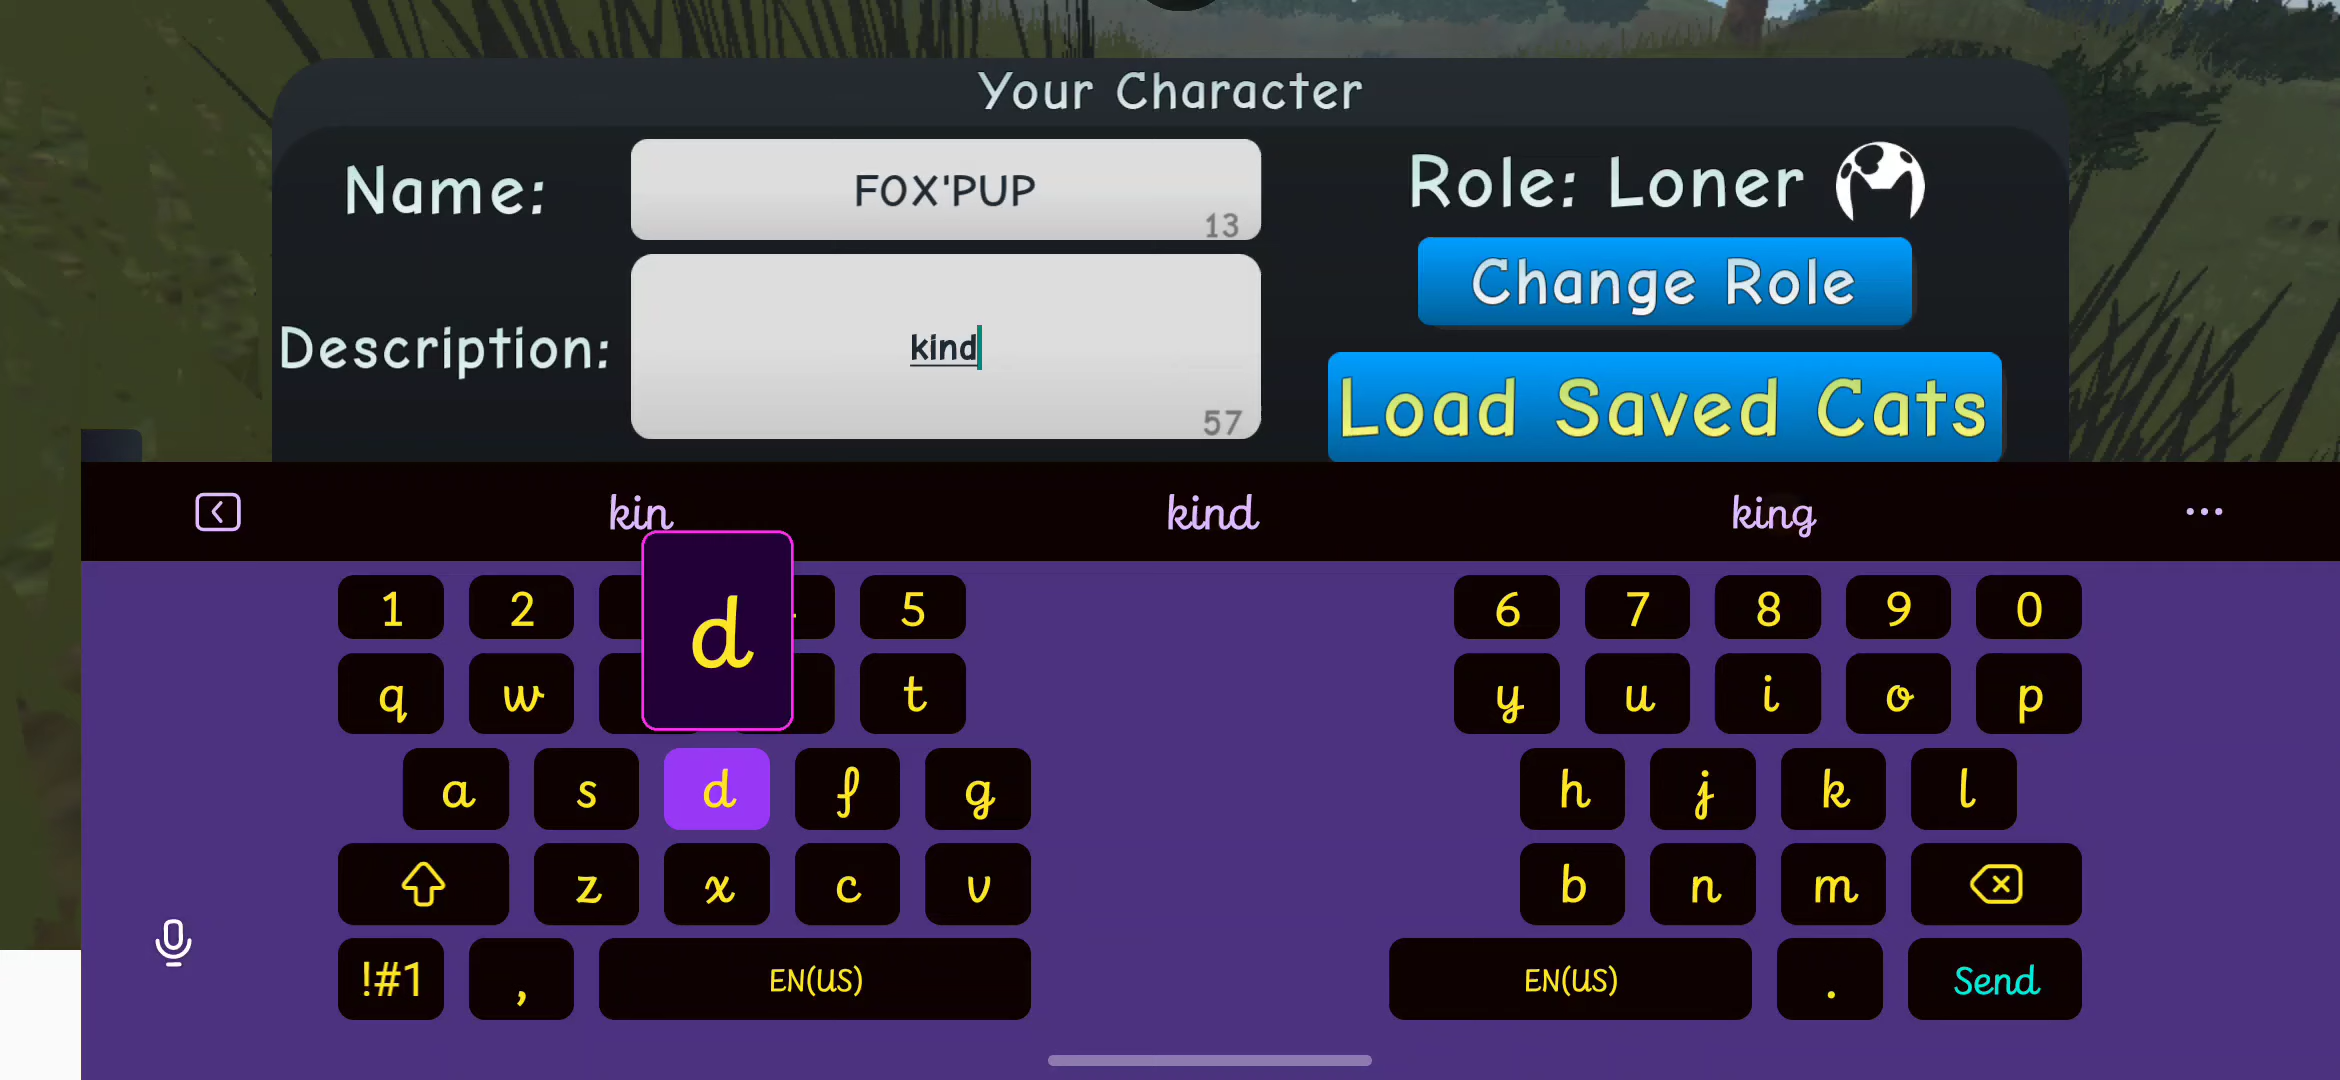 Your Character
Name:
FOX'PUP
13
Role: Loner
Change Role
Description:
kind
57
Load Saved Cats
kin kind king
d
1 2 5 6 7 8 9 0
q w t y u i o p
a s d f g h j k l
z x c v b n m
!#1 , EN(US) EN(US) . Send